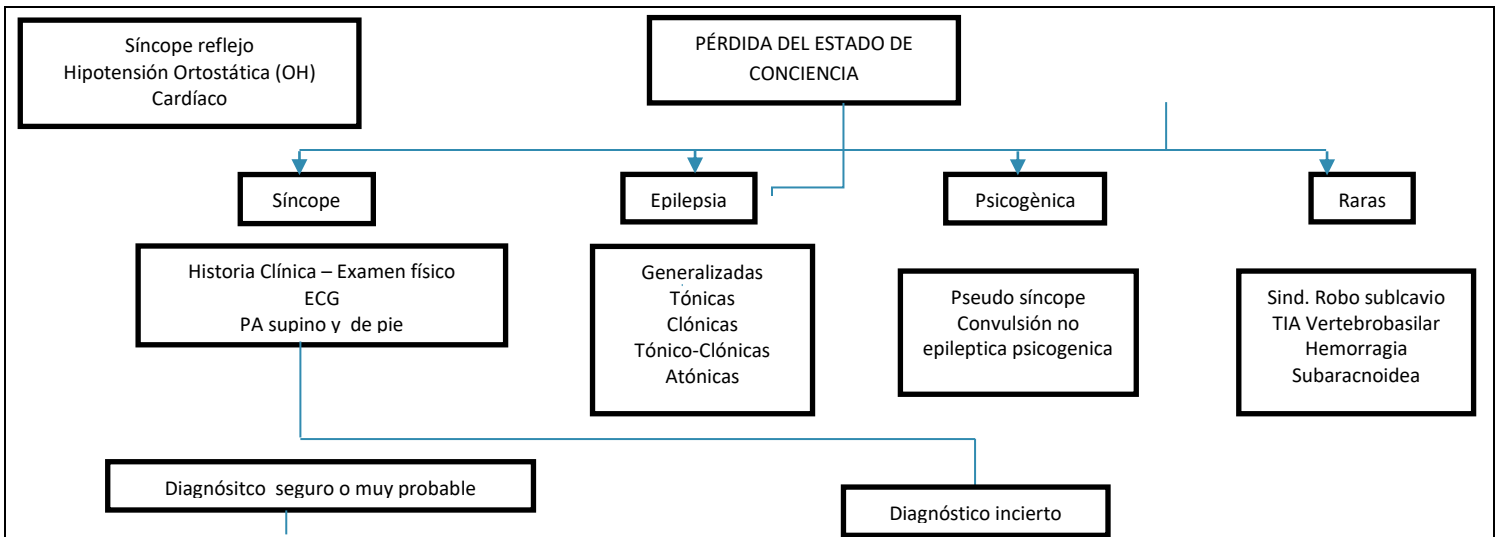 Síncope reflejo
Hipotensión Ortostática (OH)
Cardíaco
PÉRDIDA DEL ESTADO DE
CONCIENCIA
Síncope
Epilepsia
Psicogènica
Raras
Historia Clínica – Examen físico
ECG
PA supino y de pie
Generalizadas
Tónicas
Clónicas
Tónico-Clónicas
Atónicas
Pseudo síncope
Convulsión no
epileptica psicogenica
Sind. Robo sublcavio
TIA Vertebrobasilar
Hemorragia
Subaracnoidea
Diagnósitco seguro o muy probable
Diagnóstico incierto